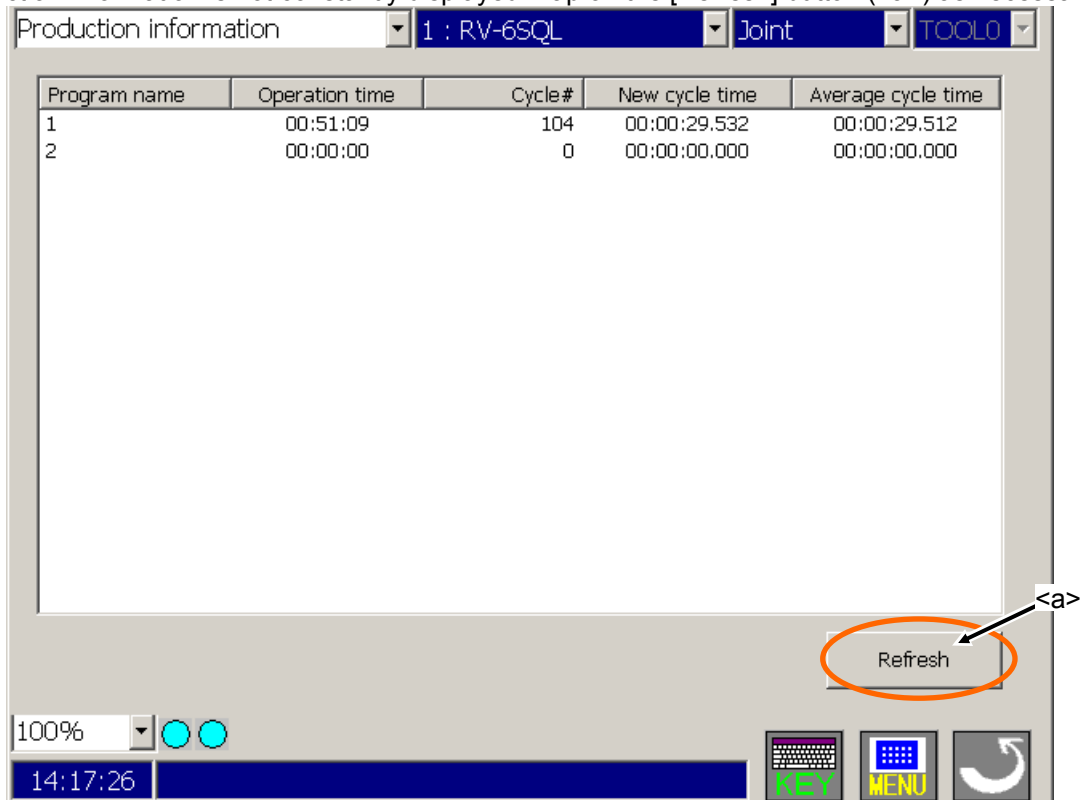 Production information 1 : RV-6SQL Joint TOOL0
Program name Operation time Cycle# New cycle time Average cycle time
1 00:51:09 104 00:00:29.532 00:00:29.512
2 00:00:00 0 00:00:00.000 00:00:00.000
<a>
Refresh
100%
14:17:26 KEY MENU